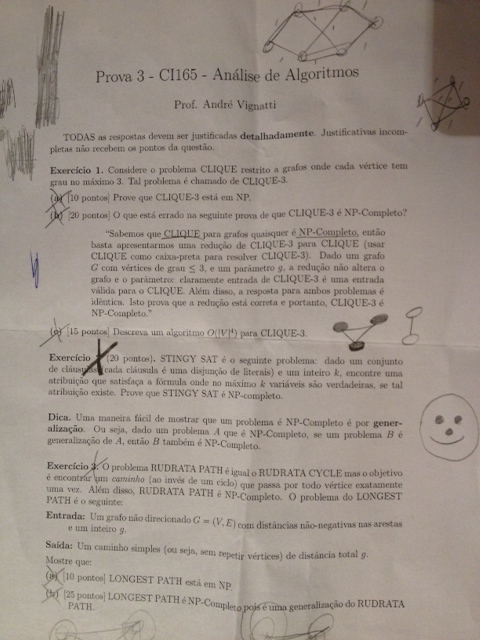 Prova 3 - CI165 - Análise de Algoritmos
Prof. André Vignatti
TODAS as respostas devem ser justificadas detalhadamente. Justificativas incom-
pletas não recebem os pontos da questão.
Exercício 1. Considere o problema CLIQUE restrito a grafos onde cada vértice tem
grau no máximo 3. Tal problema é chamado de CLIQUE-3.
(a) [10 pontos] Prove que CLIQUE-3 está em NP.
(b) [20 pontos] O que está errado na seguinte prova de que CLIQUE-3 é NP-Completo?
"Sabemos que CLIQUE para grafos quaisquer é NP-Completo, então
basta apresentarmos uma redução de CLIQUE-3 para CLIQUE (usar
CLIQUE como caixa-preta para resolver CLIQUE-3). Dado um grafo
G com vértices de grau ≤ 3, e um parâmetro g, a redução não altera o
grafo e o parâmetro: claramente entrada de CLIQUE-3 é uma entrada
válida para o CLIQUE. Além disso, a resposta para ambos problemas é
idêntica. Isto prova que a redução está correta e portanto, CLIQUE-3 é
NP-Completo."
(c) [15 pontos] Descreva um algoritmo O(|V|⁴) para CLIQUE-3.
Exercício (20 pontos). STINGY SAT é o seguinte problema: dado um conjunto
de cláusulas (cada cláusula é uma disjunção de literais) e um inteiro k, encontre uma
atribuição que satisfaça a fórmula onde no máximo k variáveis são verdadeiras, se tal
atribuição existe. Prove que STINGY SAT é NP-completo.
Dica. Uma maneira fácil de mostrar que um problema é NP-Completo é por gener-
alização. Ou seja, dado um problema A que é NP-Completo, se um problema B é
generalização de A, então B também é NP-Completo.
Exercício 3. O problema RUDRATA PATH é igual o RUDRATA CYCLE mas o objetivo
é encontrar um caminho (ao invés de um ciclo) que passa por todo vértice exatamente
uma vez. Além disso, RUDRATA PATH é NP-Completo. O problema do LONGEST
PATH é o seguinte:
Entrada: Um grafo não direcionado G = (V, E) com distâncias não-negativas nas arestas
e um inteiro g.
Saída: Um caminho simples (ou seja, sem repetir vértices) de distância total g.
Mostre que:
(a) [10 pontos] LONGEST PATH está em NP.
(b) [25 pontos] LONGEST PATH é NP-Completo pois é uma generalização do RUDRATA
PATH.